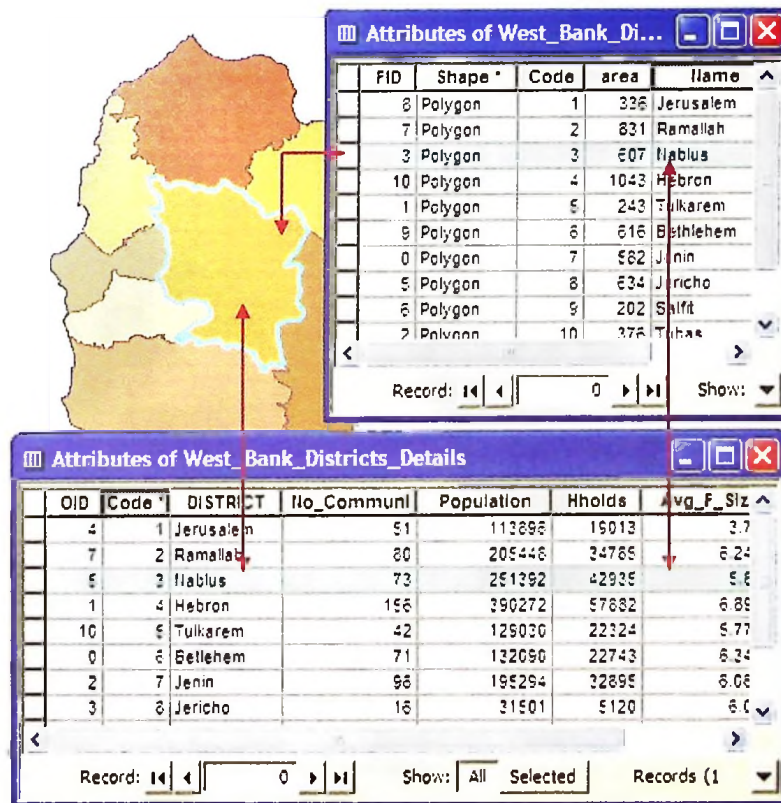 Attributes of West_Bank_Di...
FID Shape * Code area Name
8 Polygon 1 336 Jerusalem
7 Polygon 2 831 Ramallah
3 Polygon 3 607 Nablus
10 Polygon 4 1043 Hebron
1 Polygon 5 243 Tulkarem
9 Polygon 6 616 Bethlehem
0 Polygon 7 582 Jenin
5 Polygon 8 634 Jericho
6 Polygon 9 202 Salfit
2 Polygon 10 376 Tubas
Record: 0 Show:
Attributes of West_Bank_Districts_Details
OID Code * DISTRICT No_Communi Population Hholds Avg_F_Siz
4 1 Jerusalem 51 113896 19013 3.7
7 2 Ramallah 80 205448 34785 6.24
5 3 Nablus 73 251392 42935 5.8
1 4 Hebron 156 390272 57882 6.89
10 5 Tulkarem 42 129030 22324 5.77
0 6 Betlehem 71 132090 22743 6.34
2 7 Jenin 96 195294 32895 6.08
3 8 Jericho 16 31501 5120 6.0
Record: 0 Show: All Selected Records (1